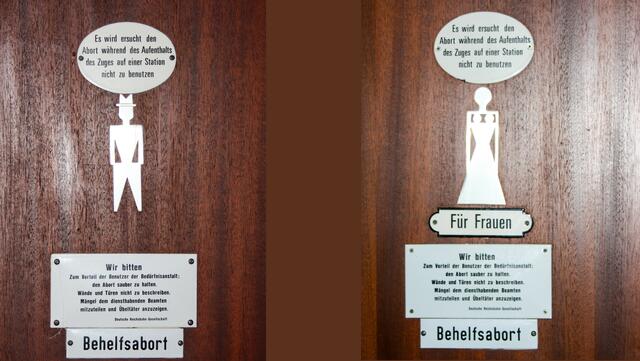 Es wird ersucht den
Abort während des Aufenthalts
des Zuges auf einer Station
nicht zu benutzen
Wir bitten
Zum Vorteil der Benutzer der Bedürfnisanstalt:
den Abort sauber zu halten.
Wände und Türen nicht zu beschreiben.
Mängel dem diensthabenden Beamten
mitzuteilen und Übeltäter anzuzeigen.
Deutsche Reichsbahn-Gesellschaft
Behelfsabort
Es wird ersucht den
Abort während des Aufenthalts
des Zuges auf einer Station
nicht zu benutzen
Für Frauen
Wir bitten
Zum Vorteil der Benutzer der Bedürfnisanstalt:
den Abort sauber zu halten.
Wände und Türen nicht zu beschreiben.
Mängel dem diensthabenden Beamten
mitzuteilen und Übeltäter anzuzeigen.
Deutsche Reichsbahn-Gesellschaft
Behelfsabort